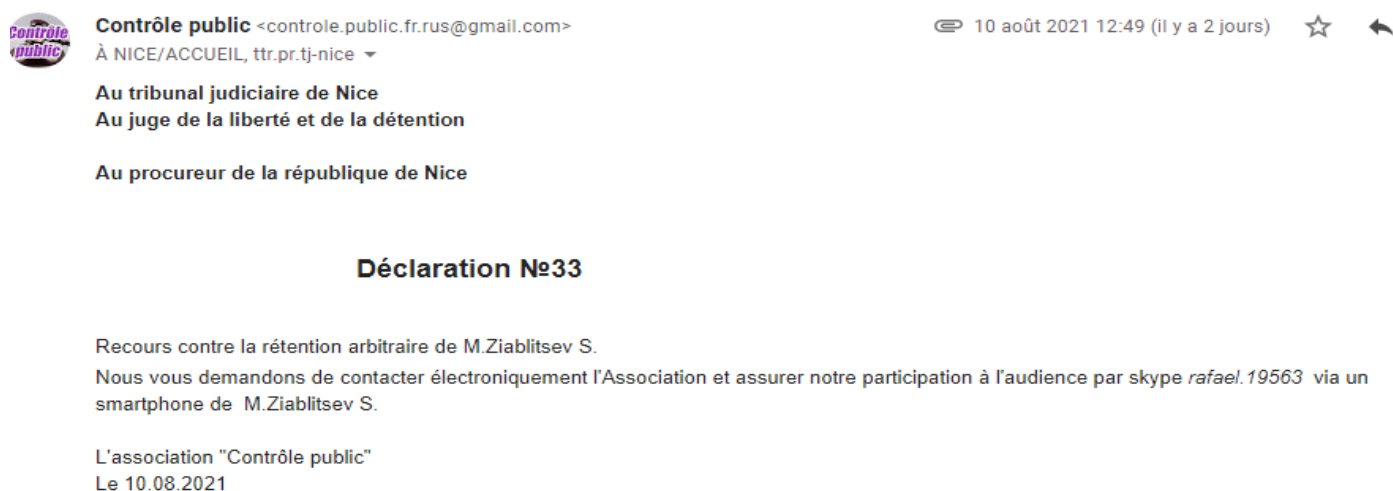 Contrôle public
Contrôle public <controle.public.fr.rus@gmail.com>
10 août 2021 12:49 (il y a 2 jours)
À NICE/ACCUEIL, ttr.pr.tj-nice
Au tribunal judiciaire de Nice
Au juge de la liberté et de la détention
Au procureur de la république de Nice
Déclaration №33
Recours contre la rétention arbitraire de M.Ziablitsev S.
Nous vous demandons de contacter électroniquement l'Association et assurer notre participation à l'audience par skype rafael.19563 via un
smartphone de M.Ziablitsev S.
L'association "Contrôle public"
Le 10.08.2021